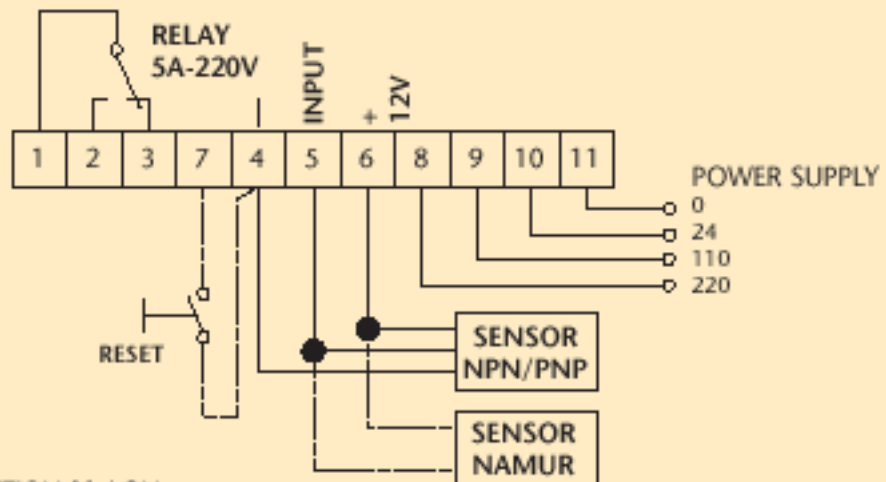 RELAY
5A-220V
INPUT
+ 12V
1 2 3 7 4 5 6 8 9 10 11
POWER SUPPLY
0
24
110
220
RESET
SENSOR
NPN/PNP
SENSOR
NAMUR